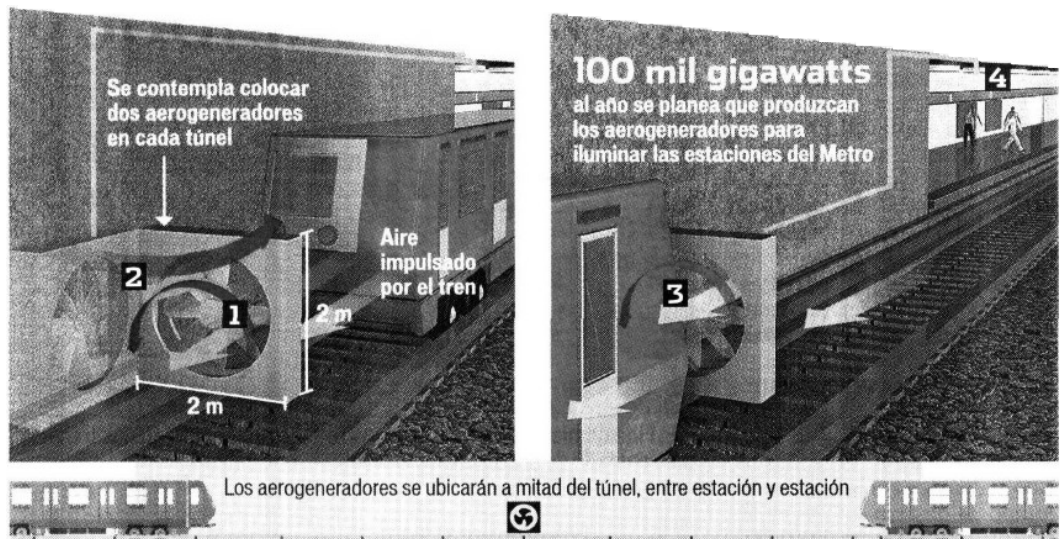 Se contempla colocar
dos aerogeneradores
en cada túnel
2
1
Aire
impulsado
por el tren
2 m
2 m
100 mil gigawatts
al año se planea que produzcan
los aerogeneradores para
iluminar las estaciones del Metro
4
3
Los aerogeneradores se ubicarán a mitad del túnel, entre estación y estación